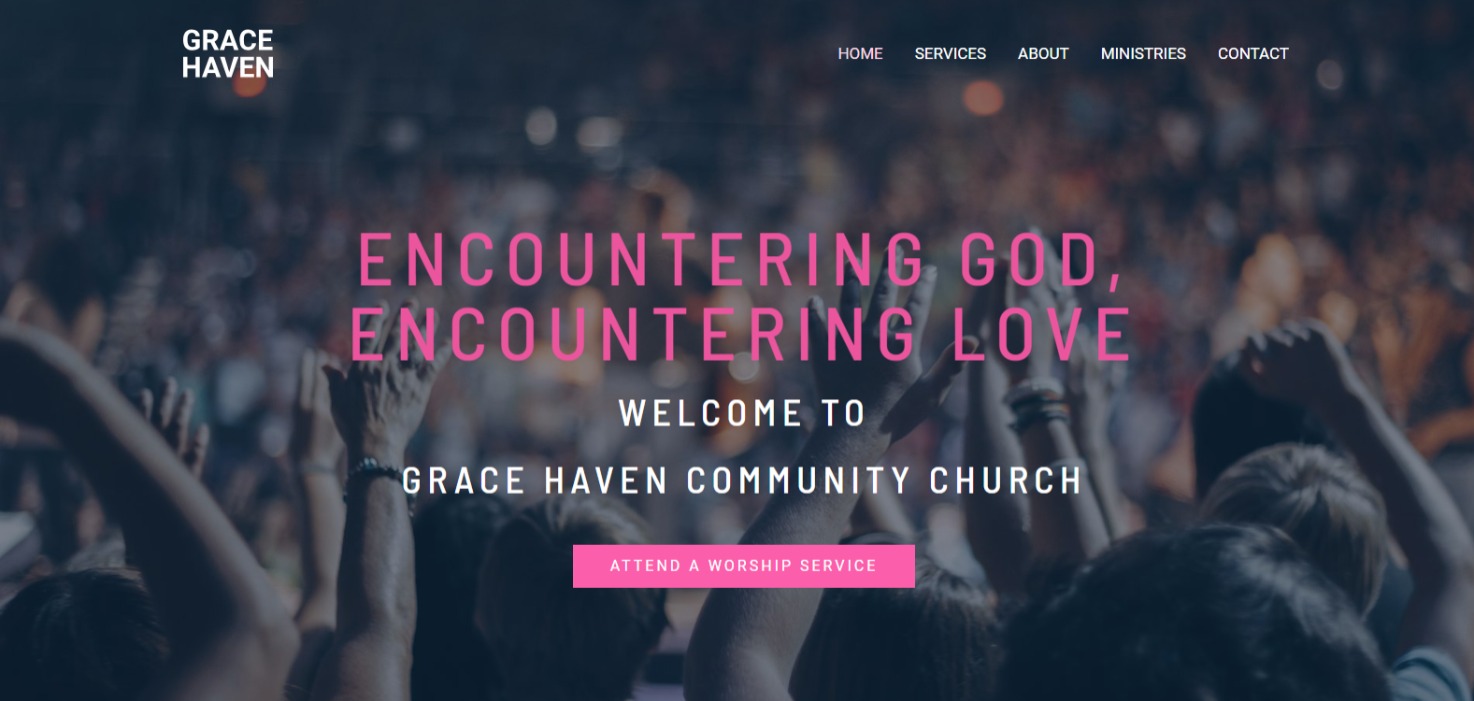 GRACE
HAVEN
HOME SERVICES ABOUT MINISTRIES CONTACT
ENCOUNTERING GOD,
ENCOUNTERING LOVE
WELCOME TO
GRACE HAVEN COMMUNITY CHURCH
ATTEND A WORSHIP SERVICE